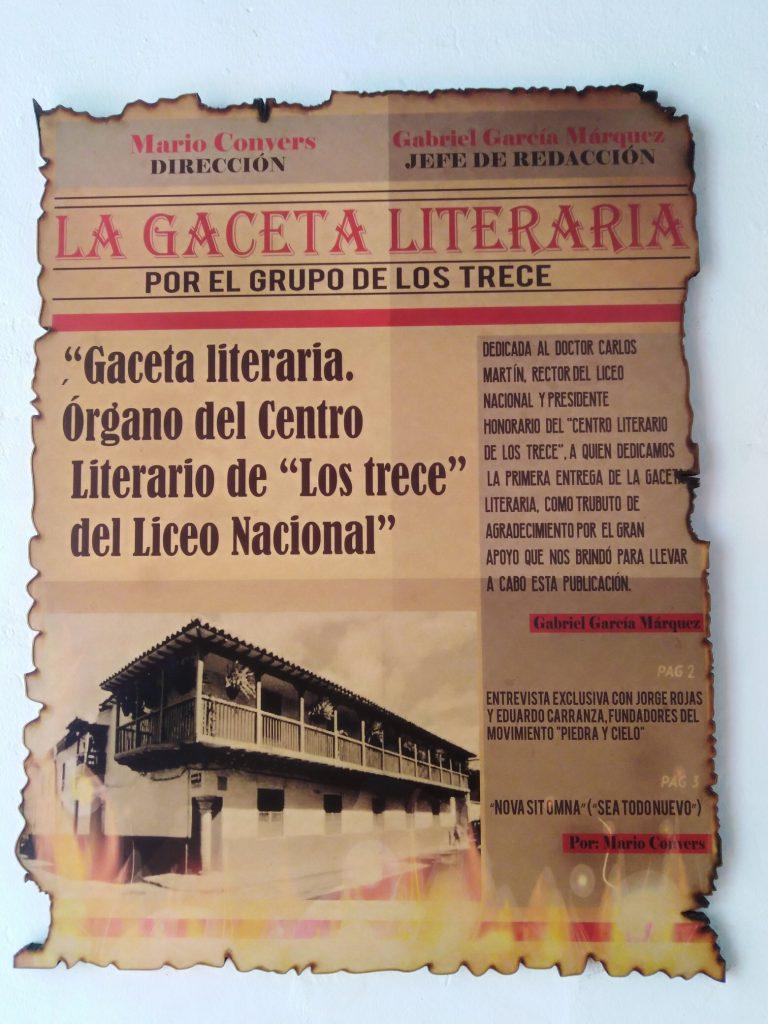 Mario Convers
DIRECCIÓN
Gabriel García Márquez
JEFE DE REDACCIÓN
LA GACETA LITERARIA
POR EL GRUPO DE LOS TRECE
“Gaceta literaria.
Órgano del Centro
Literario de “Los trece”
del Liceo Nacional”
DEDICADA AL DOCTOR CARLOS
MARTÍN, RECTOR DEL LICEO
NACIONAL Y PRESIDENTE
HONORARIO DEL "CENTRO LITERARIO
DE LOS TRECE", A QUIEN DEDICAMOS
LA PRIMERA ENTREGA DE LA GACETA
LITERARIA, COMO TRUBUTO DE
AGRADECIMIENTO POR EL GRAN
APOYO QUE NOS BRINDÓ PARA LLEVAR
A CABO ESTA PUBLICACIÓN.
Gabriel García Márquez
PAG 2
ENTREVISTA EXCLUSIVA CON JORGE ROJAS
Y EDUARDO CARRANZA, FUNDADORES DEL
MOVIMIENTO "PIEDRA Y CIELO"
PAG 3
"NOVA SIT OMNA" ("SEA TODO NUEVO")
Por: Mario Convers